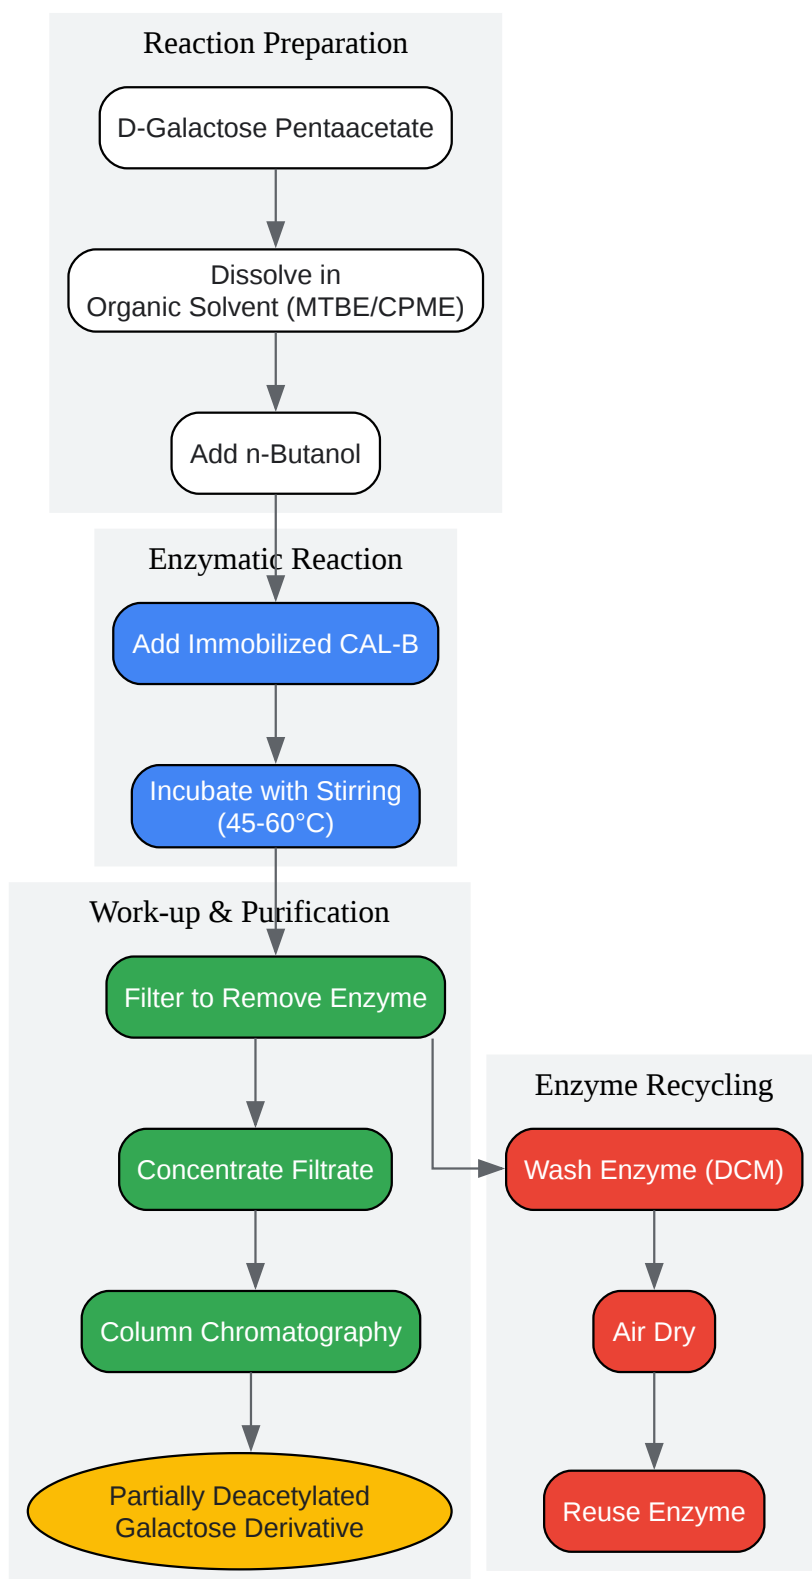 Reaction Preparation
D-Galactose Pentaacetate
Dissolve in
Organic Solvent (MTBE/CPME)
Add n-Butanol
Enzymatic Reaction
Add Immobilized CAL-B
Incubate with Stirring
(45-60°C)
Work-up & Purification
Filter to Remove Enzyme
Concentrate Filtrate
Column Chromatography
Partially Deacetylated
Galactose Derivative
Enzyme Recycling
Wash Enzyme (DCM)
Air Dry
Reuse Enzyme